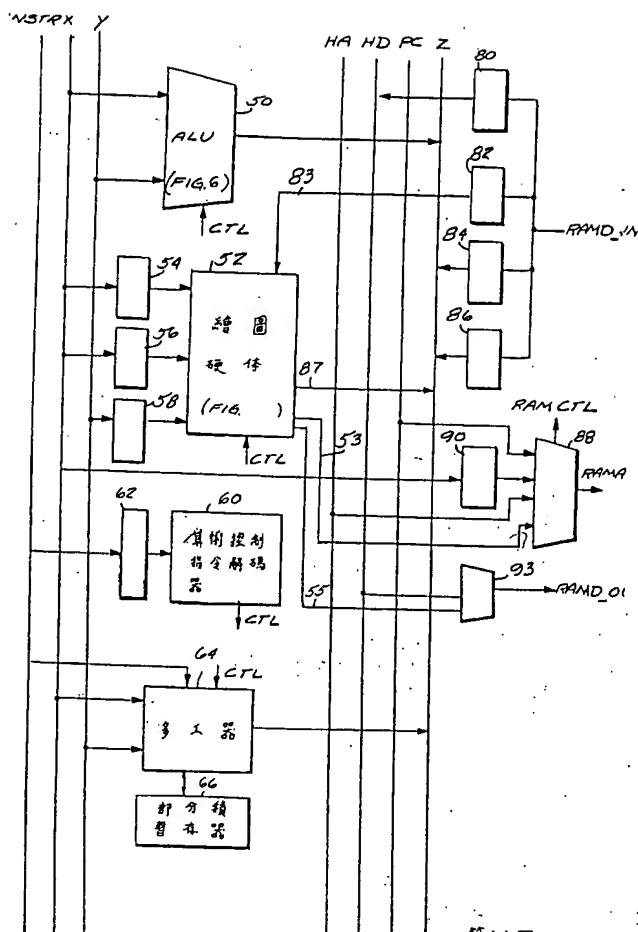 INSTR X Y
HA HD PC Z
80
50
ALU
(FIG.6)
CTL
83
82
RAMD_IN
84
86
52
54
56
58
繪圖
硬体
(FIG. )
CTL
87
53
RAM CTL
88
90
RAMA
62
60
算術控制
指令解碼
器
CTL
93
RAMD_OU
55
64
CTL
多工器
66
部分積
暫存器